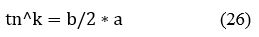 tn^k = b/2 * a (26)